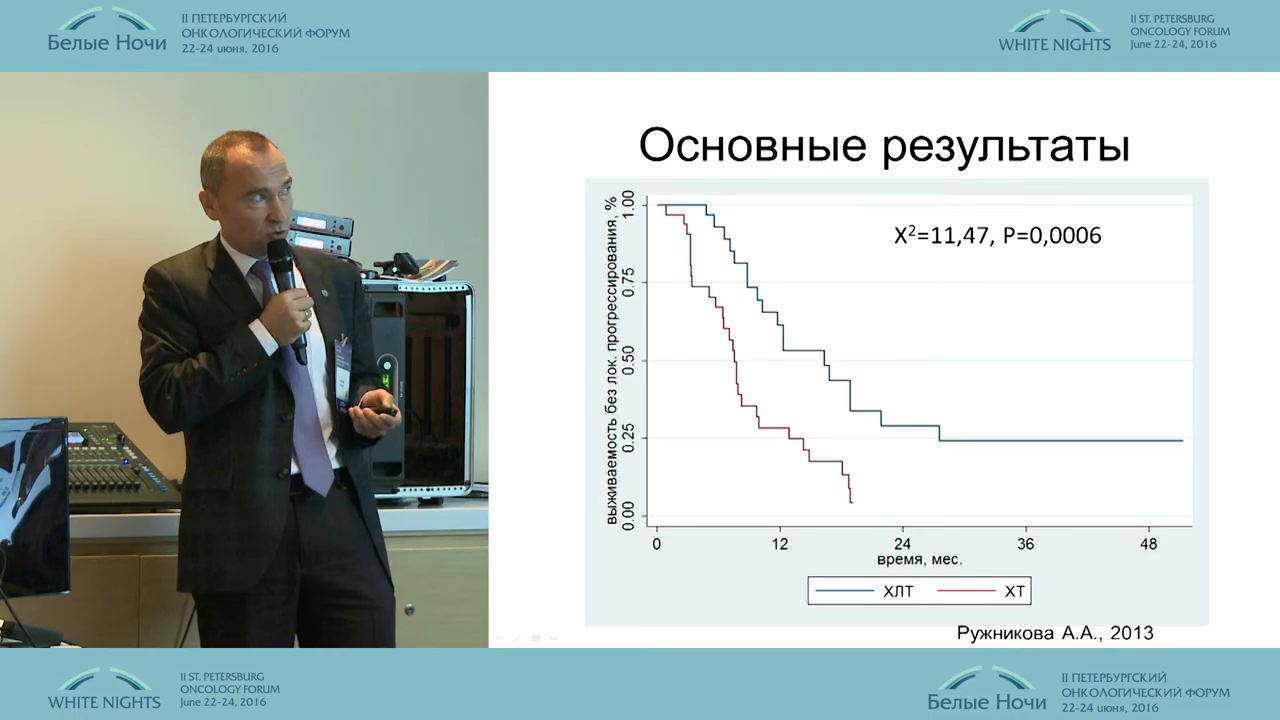 Белые Ночи
II ПЕТЕРБУРГСКИЙ
ОНКОЛОГИЧЕСКИЙ ФОРУМ
22-24 июня, 2016
WHITE NIGHTS
II ST. PETERSBURG
ONCOLOGY FORUM
June 22-24, 2016
Основные результаты
X²=11,47, P=0,0006
выживаемость без лок. прогрессирования, %
1.00
0.75
0.50
0.25
0.00
0 12 24 36 48
время, мес.
ХЛТ ХТ
Ружникова А.А., 2013
WHITE NIGHTS
II ST. PETERSBURG
ONCOLOGY FORUM
June 22-24, 2016
Белые Ночи
II ПЕТЕРБУРГСКИЙ
ОНКОЛОГИЧЕСКИЙ ФОРУМ
22-24 июня, 2016